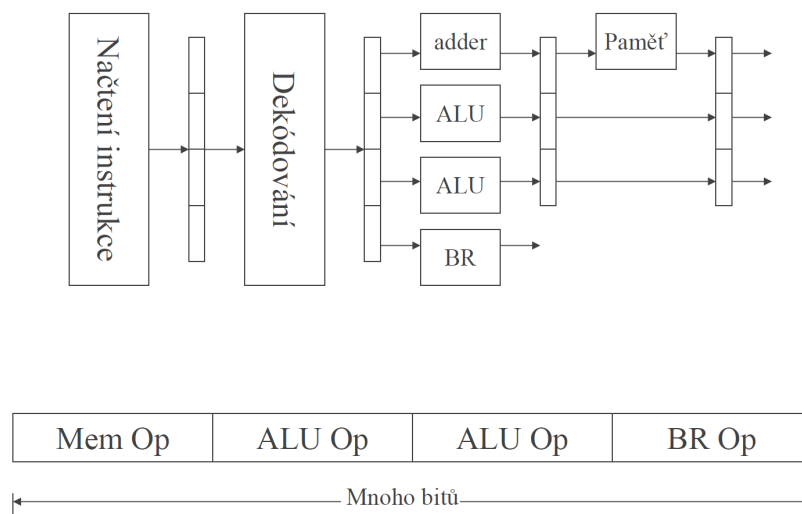 Načtení instrukce
Dekódování
adder
Paměť
ALU
ALU
BR
Mem Op
ALU Op
ALU Op
BR Op
Mnoho bitů